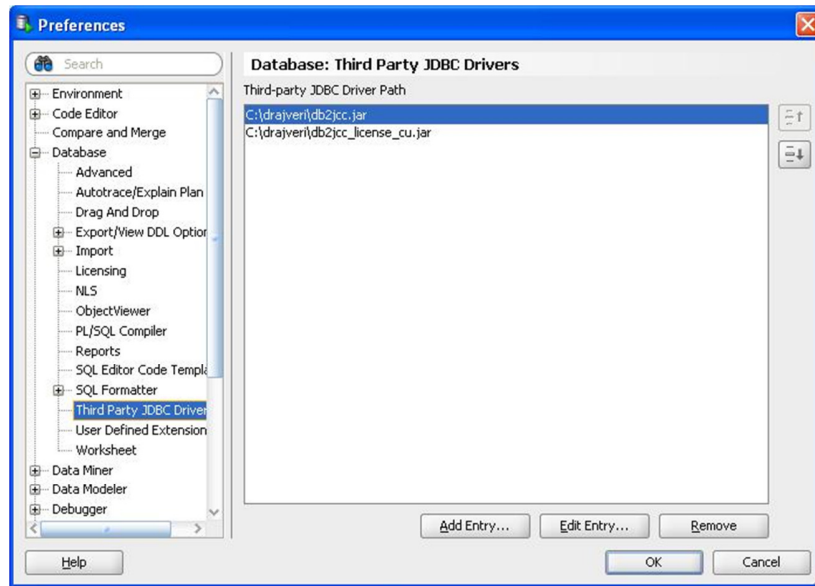 Preferences
Search
Environment
Code Editor
Compare and Merge
Database
Advanced
Autotrace/Explain Plan
Drag And Drop
Export/View DDL Option
Import
Licensing
NLS
ObjectViewer
PL/SQL Compiler
Reports
SQL Editor Code Templa
SQL Formatter
Third Party JDBC Driver
User Defined Extension
Worksheet
Data Miner
Data Modeler
Debugger
Database: Third Party JDBC Drivers
Third-party JDBC Driver Path
C:\drajveri\db2jcc.jar
C:\drajveri\db2jcc_license_cu.jar
Add Entry... Edit Entry... Remove
Help OK Cancel